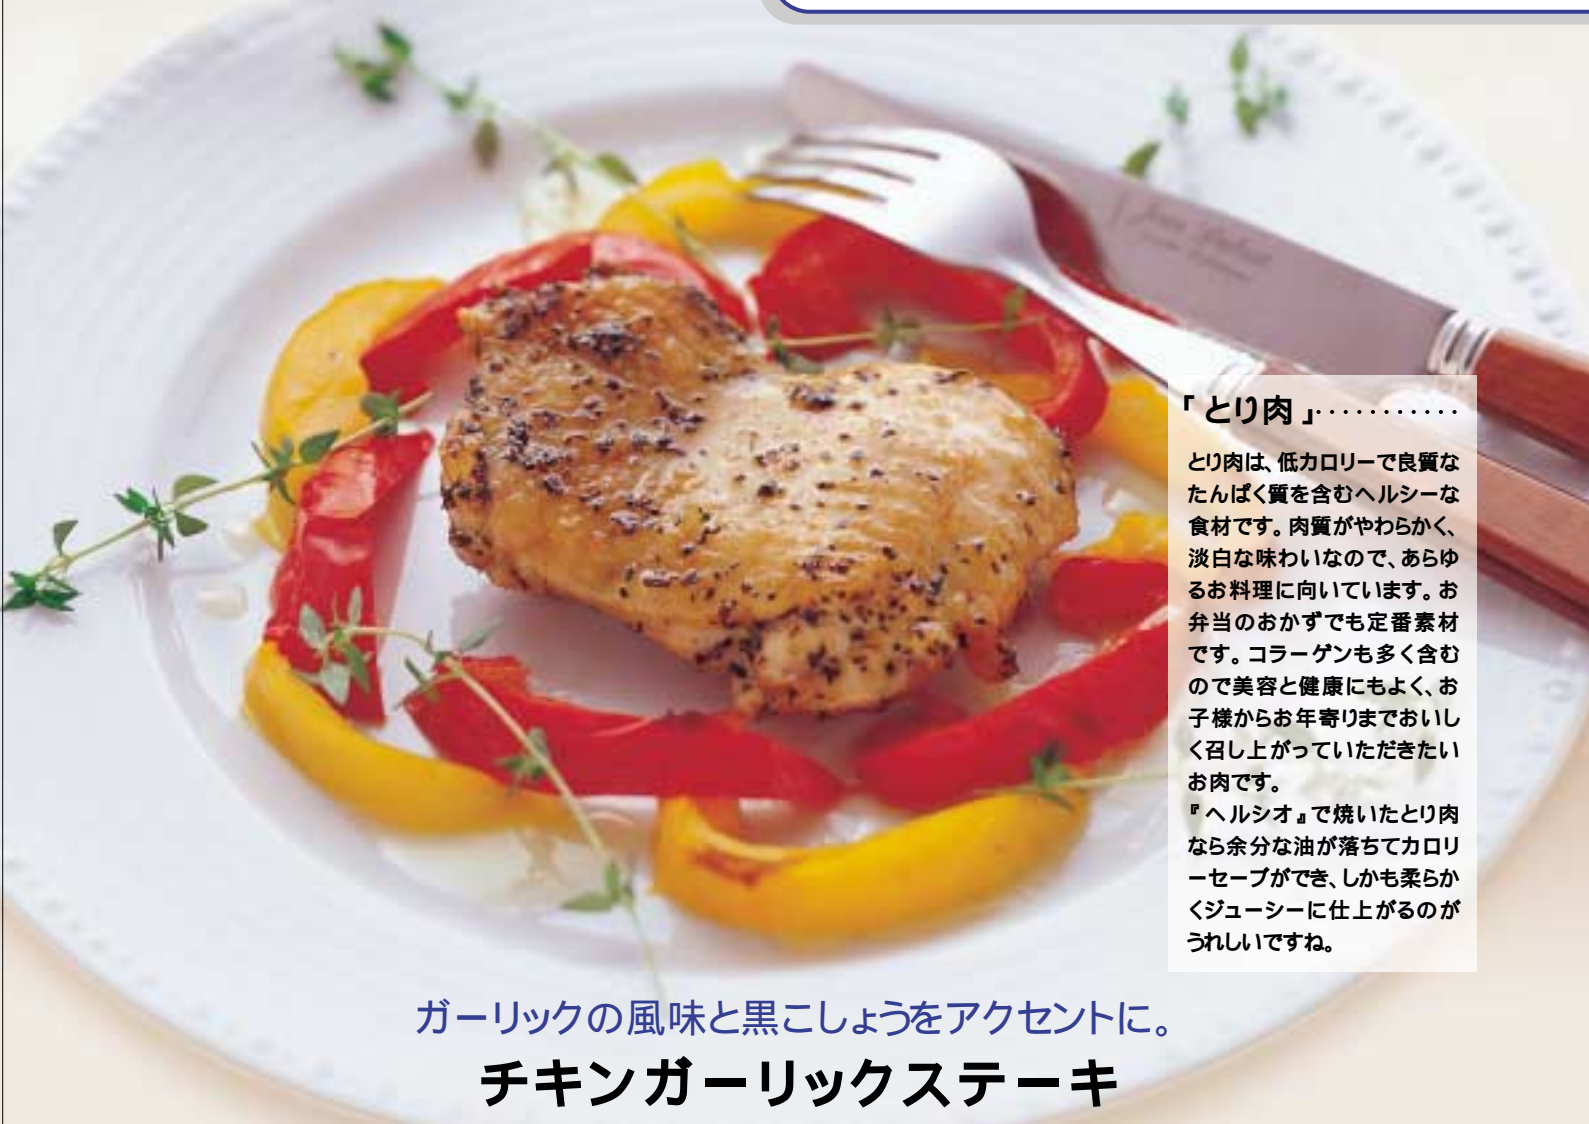 「とり肉」・・・・・・・・・・・
とり肉は、低カロリーで良質な
たんぱく質を含むヘルシーな
食材です。肉質がやわらかく、
淡白な味わいなので、あらゆ
るお料理に向いています。お
弁当のおかずでも定番素材
です。コラーゲンも多く含む
ので美容と健康にもよく、お
子様からお年寄りまでおいし
く召し上がっていただきたい
お肉です。
『ヘルシオ』で焼いたとり肉
なら余分な油が落ちてカロリ
ーセーブができ、しかも柔らか
くジューシーに仕上がるのが
うれしいですね。
ガーリックの風味と黒こしょうをアクセントに。
チキンガーリックステーキ